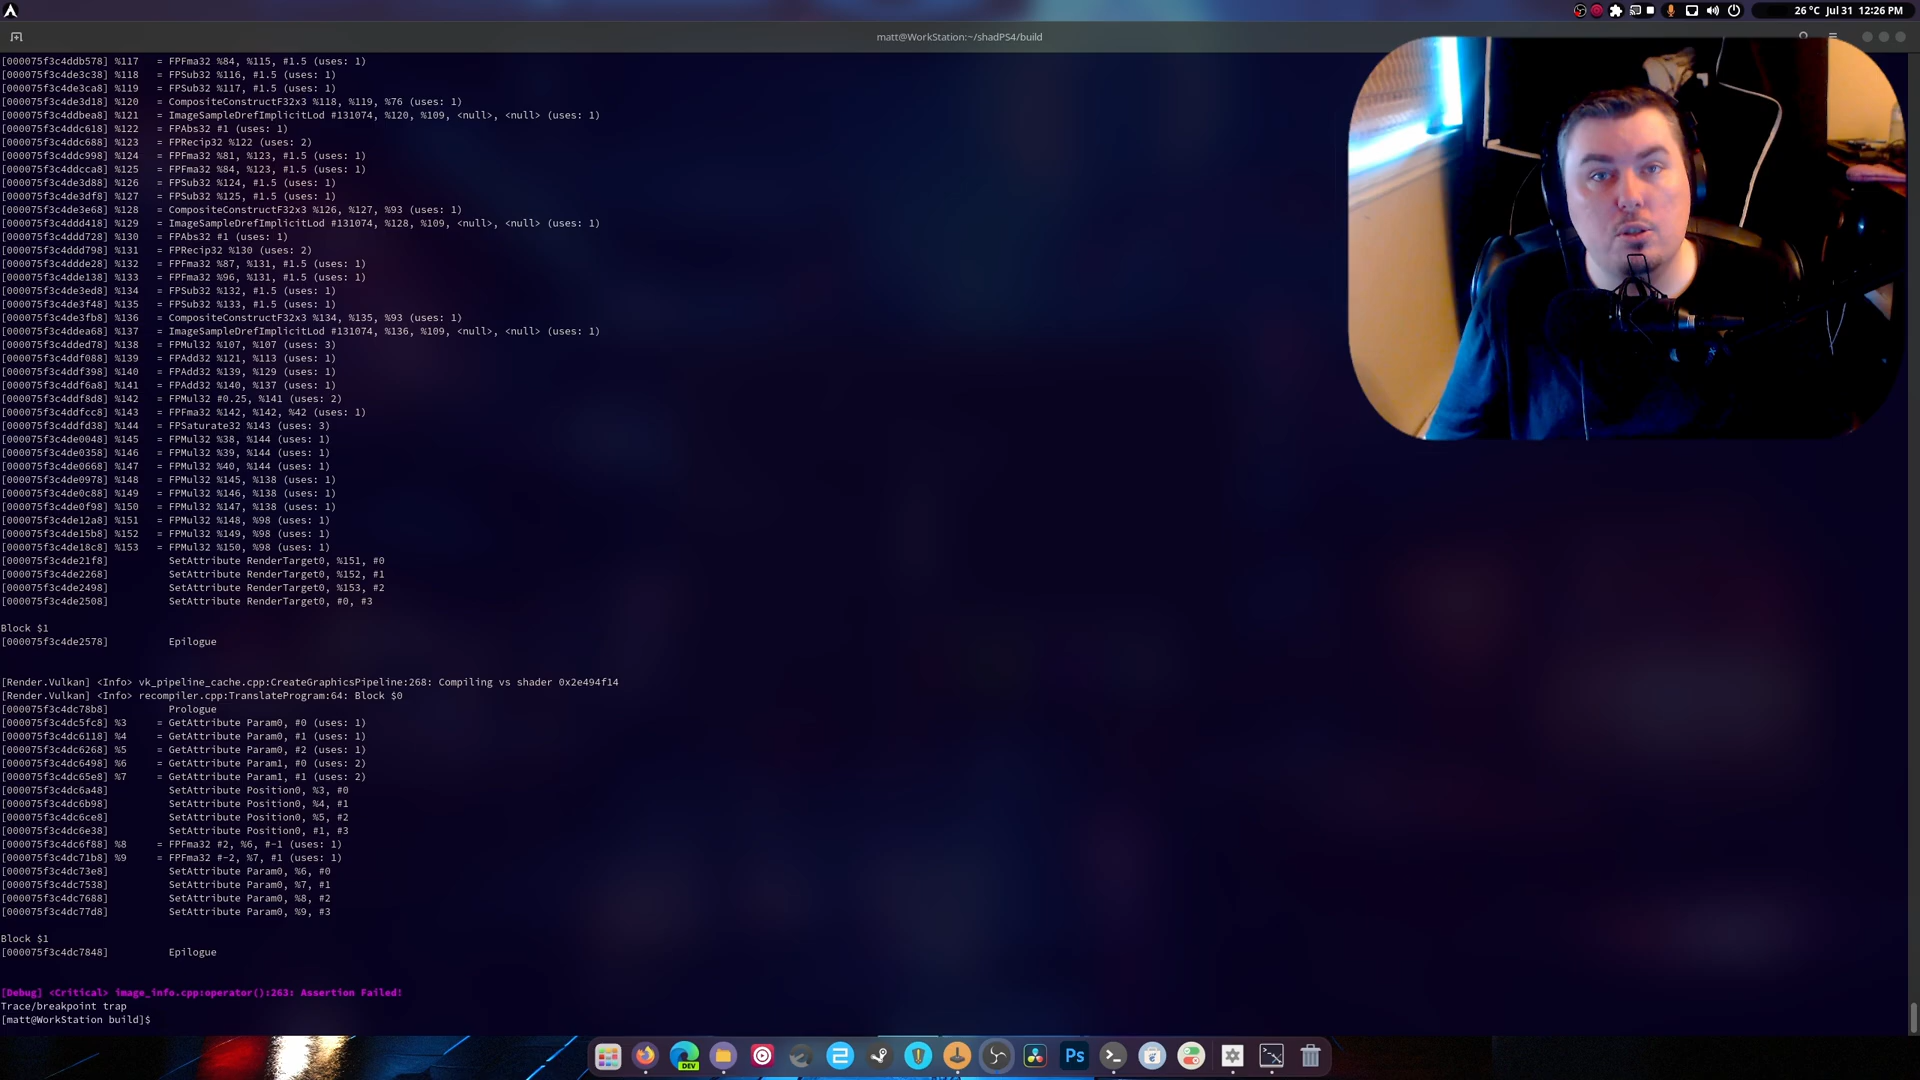 26 °C Jul 31 12:26 PM
matt@WorkStation:~/shadPS4/build
[000075f3c4ddb578] %117 = FPFma32 %84, %115, #1.5 (uses: 1)
[000075f3c4de3c38] %118 = FPSub32 %116, #1.5 (uses: 1)
[000075f3c4de3ca8] %119 = FPSub32 %117, #1.5 (uses: 1)
[000075f3c4de3d18] %120 = CompositeConstructF32x3 %118, %119, %76 (uses: 1)
[000075f3c4ddbea8] %121 = ImageSampleDrefImplicitLod #131074, %120, %109, <null>, <null> (uses: 1)
[000075f3c4ddc618] %122 = FPAbs32 #1 (uses: 1)
[000075f3c4ddc688] %123 = FPRecip32 %122 (uses: 2)
[000075f3c4ddc998] %124 = FPFma32 %81, %123, #1.5 (uses: 1)
[000075f3c4ddcca8] %125 = FPFma32 %84, %123, #1.5 (uses: 1)
[000075f3c4de3d88] %126 = FPSub32 %124, #1.5 (uses: 1)
[000075f3c4de3df8] %127 = FPSub32 %125, #1.5 (uses: 1)
[000075f3c4de3e68] %128 = CompositeConstructF32x3 %126, %127, %93 (uses: 1)
[000075f3c4ddd418] %129 = ImageSampleDrefImplicitLod #131074, %128, %109, <null>, <null> (uses: 1)
[000075f3c4ddd728] %130 = FPAbs32 #1 (uses: 1)
[000075f3c4ddd798] %131 = FPRecip32 %130 (uses: 2)
[000075f3c4ddde28] %132 = FPFma32 %87, %131, #1.5 (uses: 1)
[000075f3c4dde138] %133 = FPFma32 %96, %131, #1.5 (uses: 1)
[000075f3c4de3ed8] %134 = FPSub32 %132, #1.5 (uses: 1)
[000075f3c4de3f48] %135 = FPSub32 %133, #1.5 (uses: 1)
[000075f3c4de3fb8] %136 = CompositeConstructF32x3 %134, %135, %93 (uses: 1)
[000075f3c4ddea68] %137 = ImageSampleDrefImplicitLod #131074, %136, %109, <null>, <null> (uses: 1)
[000075f3c4dded78] %138 = FPMul32 %107, %107 (uses: 3)
[000075f3c4ddf088] %139 = FPAdd32 %121, %113 (uses: 1)
[000075f3c4ddf398] %140 = FPAdd32 %139, %129 (uses: 1)
[000075f3c4ddf6a8] %141 = FPAdd32 %140, %137 (uses: 1)
[000075f3c4ddf8d8] %142 = FPMul32 #0.25, %141 (uses: 2)
[000075f3c4ddfcc8] %143 = FPFma32 %142, %142, %42 (uses: 1)
[000075f3c4ddfd38] %144 = FPSaturate32 %143 (uses: 3)
[000075f3c4de0048] %145 = FPMul32 %38, %144 (uses: 1)
[000075f3c4de0358] %146 = FPMul32 %39, %144 (uses: 1)
[000075f3c4de0668] %147 = FPMul32 %40, %144 (uses: 1)
[000075f3c4de0978] %148 = FPMul32 %145, %138 (uses: 1)
[000075f3c4de0c88] %149 = FPMul32 %146, %138 (uses: 1)
[000075f3c4de0f98] %150 = FPMul32 %147, %138 (uses: 1)
[000075f3c4de12a8] %151 = FPMul32 %148, %98 (uses: 1)
[000075f3c4de15b8] %152 = FPMul32 %149, %98 (uses: 1)
[000075f3c4de18c8] %153 = FPMul32 %150, %98 (uses: 1)
[000075f3c4de21f8] SetAttribute RenderTarget0, %151, #0
[000075f3c4de2268] SetAttribute RenderTarget0, %152, #1
[000075f3c4de2498] SetAttribute RenderTarget0, %153, #2
[000075f3c4de2508] SetAttribute RenderTarget0, #0, #3
Block $1
[000075f3c4de2578] Epilogue
[Render.Vulkan] <Info> vk_pipeline_cache.cpp:CreateGraphicsPipeline:268: Compiling vs shader 0x2e494f14
[Render.Vulkan] <Info> recompiler.cpp:TranslateProgram:64: Block $0
[000075f3c4dc78b8] Prologue
[000075f3c4dc5fc8] %3 = GetAttribute Param0, #0 (uses: 1)
[000075f3c4dc6118] %4 = GetAttribute Param0, #1 (uses: 1)
[000075f3c4dc6268] %5 = GetAttribute Param0, #2 (uses: 1)
[000075f3c4dc6498] %6 = GetAttribute Param1, #0 (uses: 2)
[000075f3c4dc65e8] %7 = GetAttribute Param1, #1 (uses: 2)
[000075f3c4dc6a48] SetAttribute Position0, %3, #0
[000075f3c4dc6b98] SetAttribute Position0, %4, #1
[000075f3c4dc6ce8] SetAttribute Position0, %5, #2
[000075f3c4dc6e38] SetAttribute Position0, #1, #3
[000075f3c4dc6f88] %8 = FPFma32 #2, %6, #-1 (uses: 1)
[000075f3c4dc71b8] %9 = FPFma32 #-2, %7, #1 (uses: 1)
[000075f3c4dc73e8] SetAttribute Param0, %6, #0
[000075f3c4dc7538] SetAttribute Param0, %7, #1
[000075f3c4dc7688] SetAttribute Param0, %8, #2
[000075f3c4dc77d8] SetAttribute Param0, %9, #3
Block $1
[000075f3c4dc7848] Epilogue
[Debug] <Critical> image_info.cpp:operator():263: Assertion Failed!
Trace/breakpoint trap
[matt@WorkStation build]$
DEV
Ps